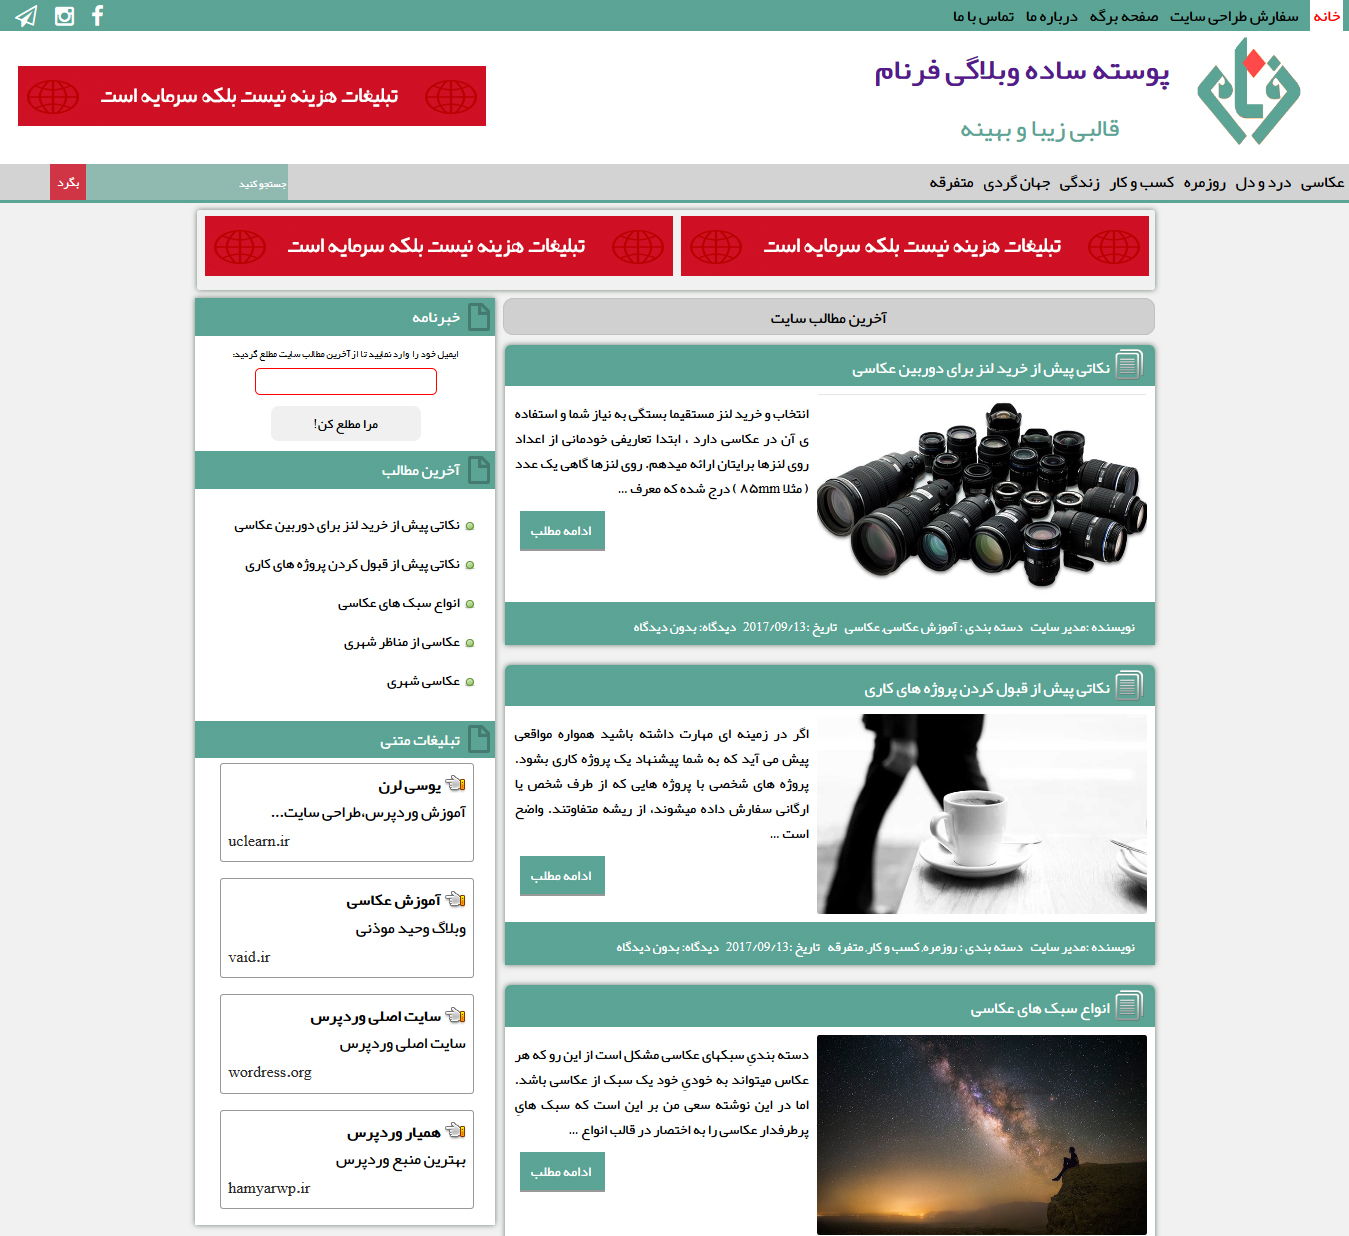 خانه سفارش طراحی سایت صفحه برگه درباره ما تماس با ما
فرنام
پوسته ساده وبلاگی فرنام
قالبی زیبا و بهینه
تبلیغات هزینه نیست بلکه سرمایه است
عکاسی درد و دل روزمره کسب و کار زندگی جهان گردی متفرقه
جستجو کنید بگرد
تبلیغات هزینه نیست بلکه سرمایه است
تبلیغات هزینه نیست بلکه سرمایه است
آخرین مطالب سایت
نکاتی پیش از خرید لنز برای دوربین عکاسی
انتخاب و خرید لنز مستقیما بستگی به نیاز شما و استفاده
ی آن در عکاسی دارد ، ابتدا تعاریفی خودمانی از اعداد
روی لنزها برایتان ارائه میدهم. روی لنزها گاهی یک عدد
( مثلا ۸۵mm ) درج شده که معرف ...
ادامه مطلب
نویسنده :مدیر سایت دسته بندی : آموزش عکاسی,عکاسی تاریخ :2017/09/13 دیدگاه: بدون دیدگاه
نکاتی پیش از قبول کردن پروژه های کاری
اگر در زمینه ای مهارت داشته باشید همواره مواقعی
پیش می آید که به شما پیشنهاد یک پروژه کاری بشود.
پروژه های شخصی با پروژه هایی که از طرف شخص یا
ارگانی سفارش داده میشوند، از ریشه متفاوتند. واضح
است ...
ادامه مطلب
نویسنده :مدیر سایت دسته بندی : روزمره,کسب و کار,متفرقه تاریخ :2017/09/13 دیدگاه: بدون دیدگاه
انواع سبک های عکاسی
دسته بندیِ سبکهای عکاسی مشکل است از این رو که هر
عکاس میتواند به خودیِ خود یک سبک از عکاسی باشد.
اما در این نوشته سعی من بر این است که سبک هایِ
پرطرفدار عکاسی را به اختصار در قالب انواع ...
ادامه مطلب
خبرنامه
ایمیل خود را وارد نمایید تا از آخرین مطالب سایت مطلع گردید:
مرا مطلع کن!
آخرین مطالب
نکاتی پیش از خرید لنز برای دوربین عکاسی
نکاتی پیش از قبول کردن پروژه های کاری
انواع سبک های عکاسی
عکاسی از مناظر شهری
عکاسی شهری
تبلیغات متنی
یوسی لرن
آموزش وردپرس،طراحی سایت...
uclearn.ir
آموزش عکاسی
وبلاگ وحید موذنی
vaid.ir
سایت اصلی وردپرس
سایت اصلی وردپرس
wordress.org
همیار وردپرس
بهترین منبع وردپرس
hamyarwp.ir